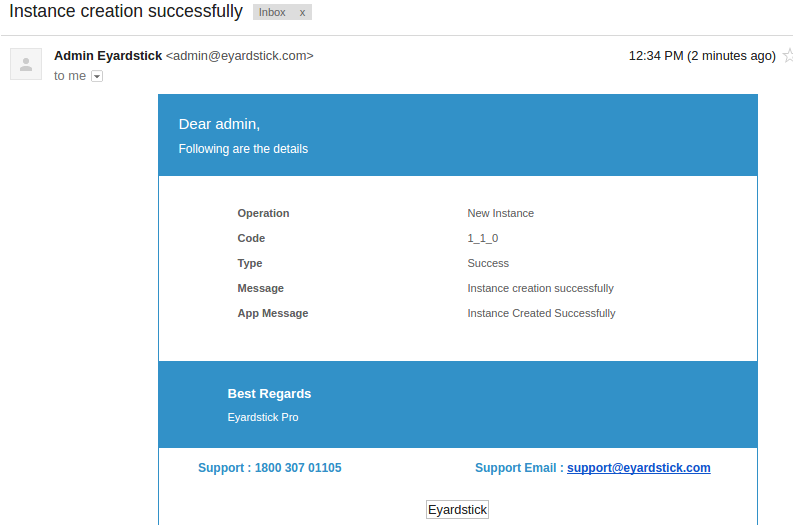 Instance creation successfully Inbox x
Admin Eyardstick <admin@eyardstick.com> 12:34 PM (2 minutes ago)
to me
Dear admin,
Following are the details
Operation New Instance
Code 1_1_0
Type Success
Message Instance creation successfully
App Message Instance Created Successfully
Best Regards
Eyardstick Pro
Support : 1800 307 01105 Support Email : support@eyardstick.com
Eyardstick